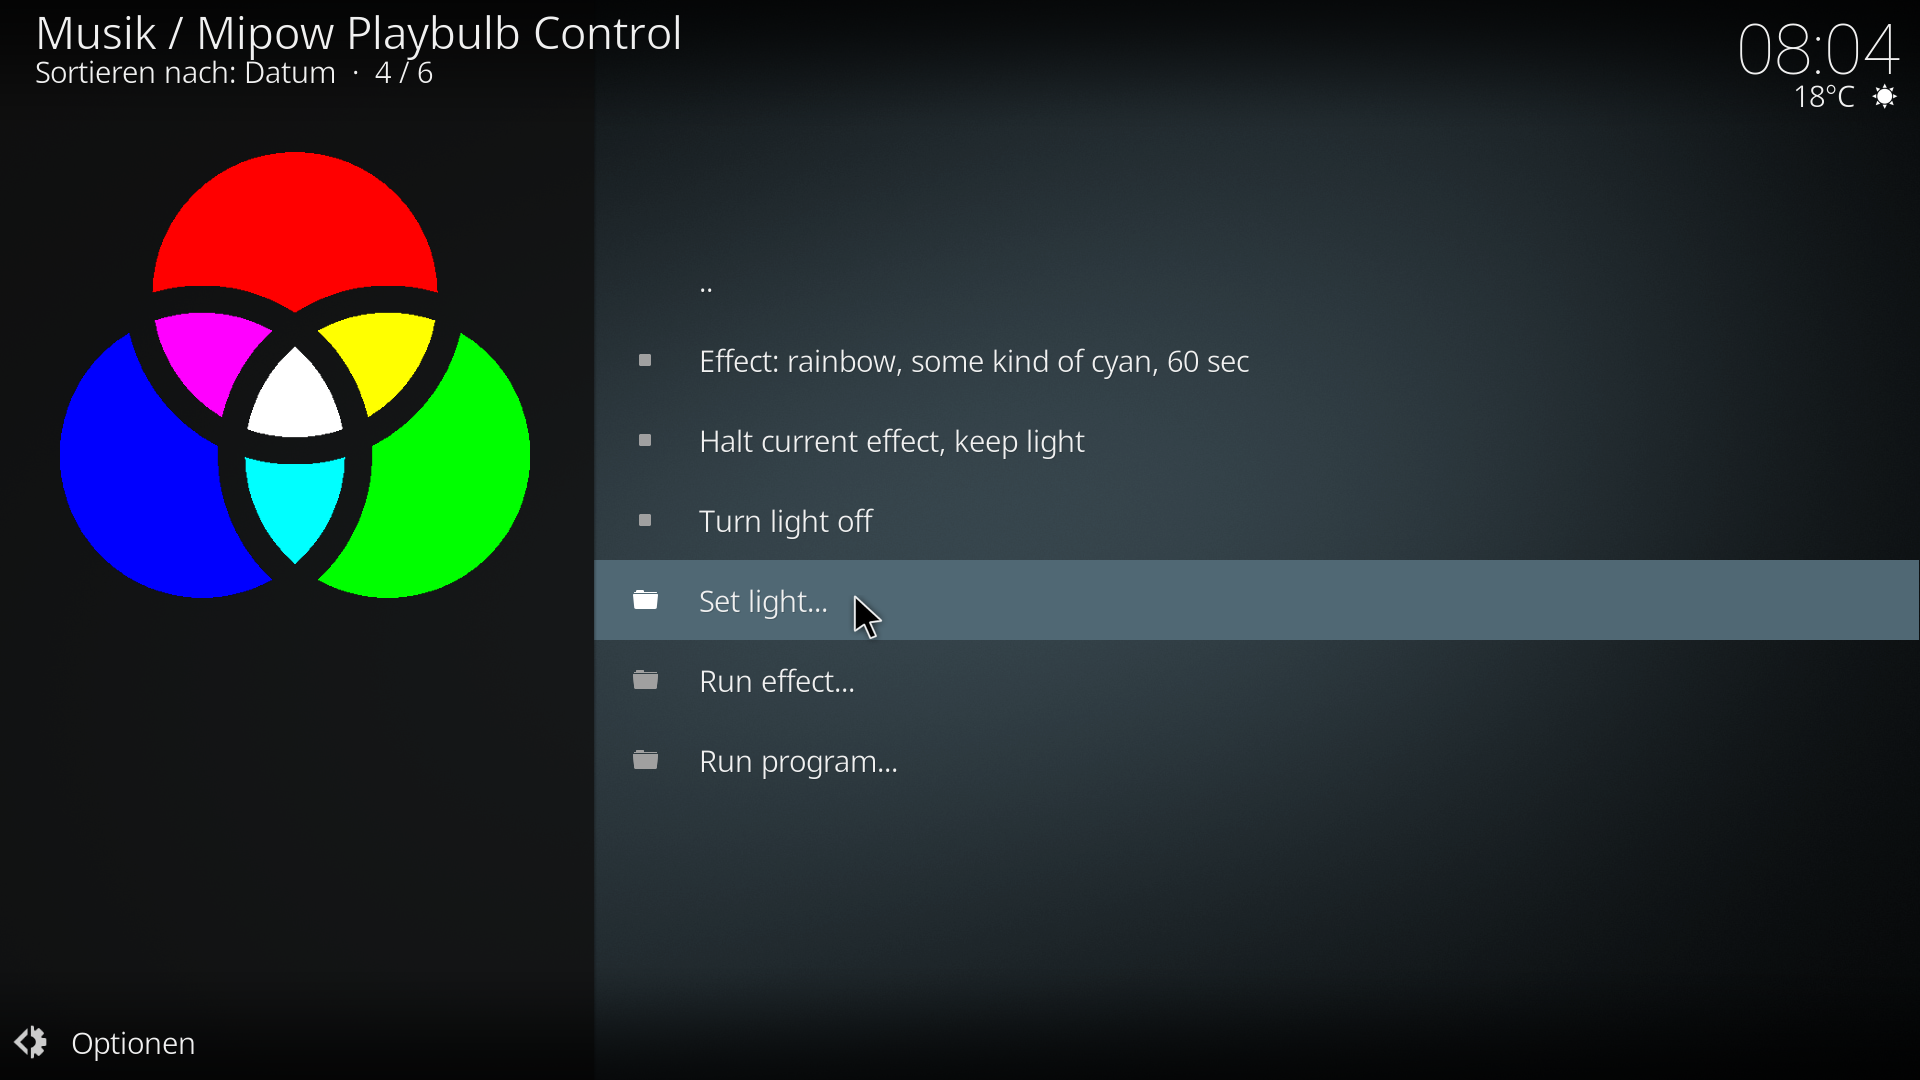 Musik / Mipow Playbulb Control
Sortieren nach: Datum · 4 / 6
08:04
18°C
..
Effect: rainbow, some kind of cyan, 60 sec
Halt current effect, keep light
Turn light off
Set light...
Run effect...
Run program...
Optionen